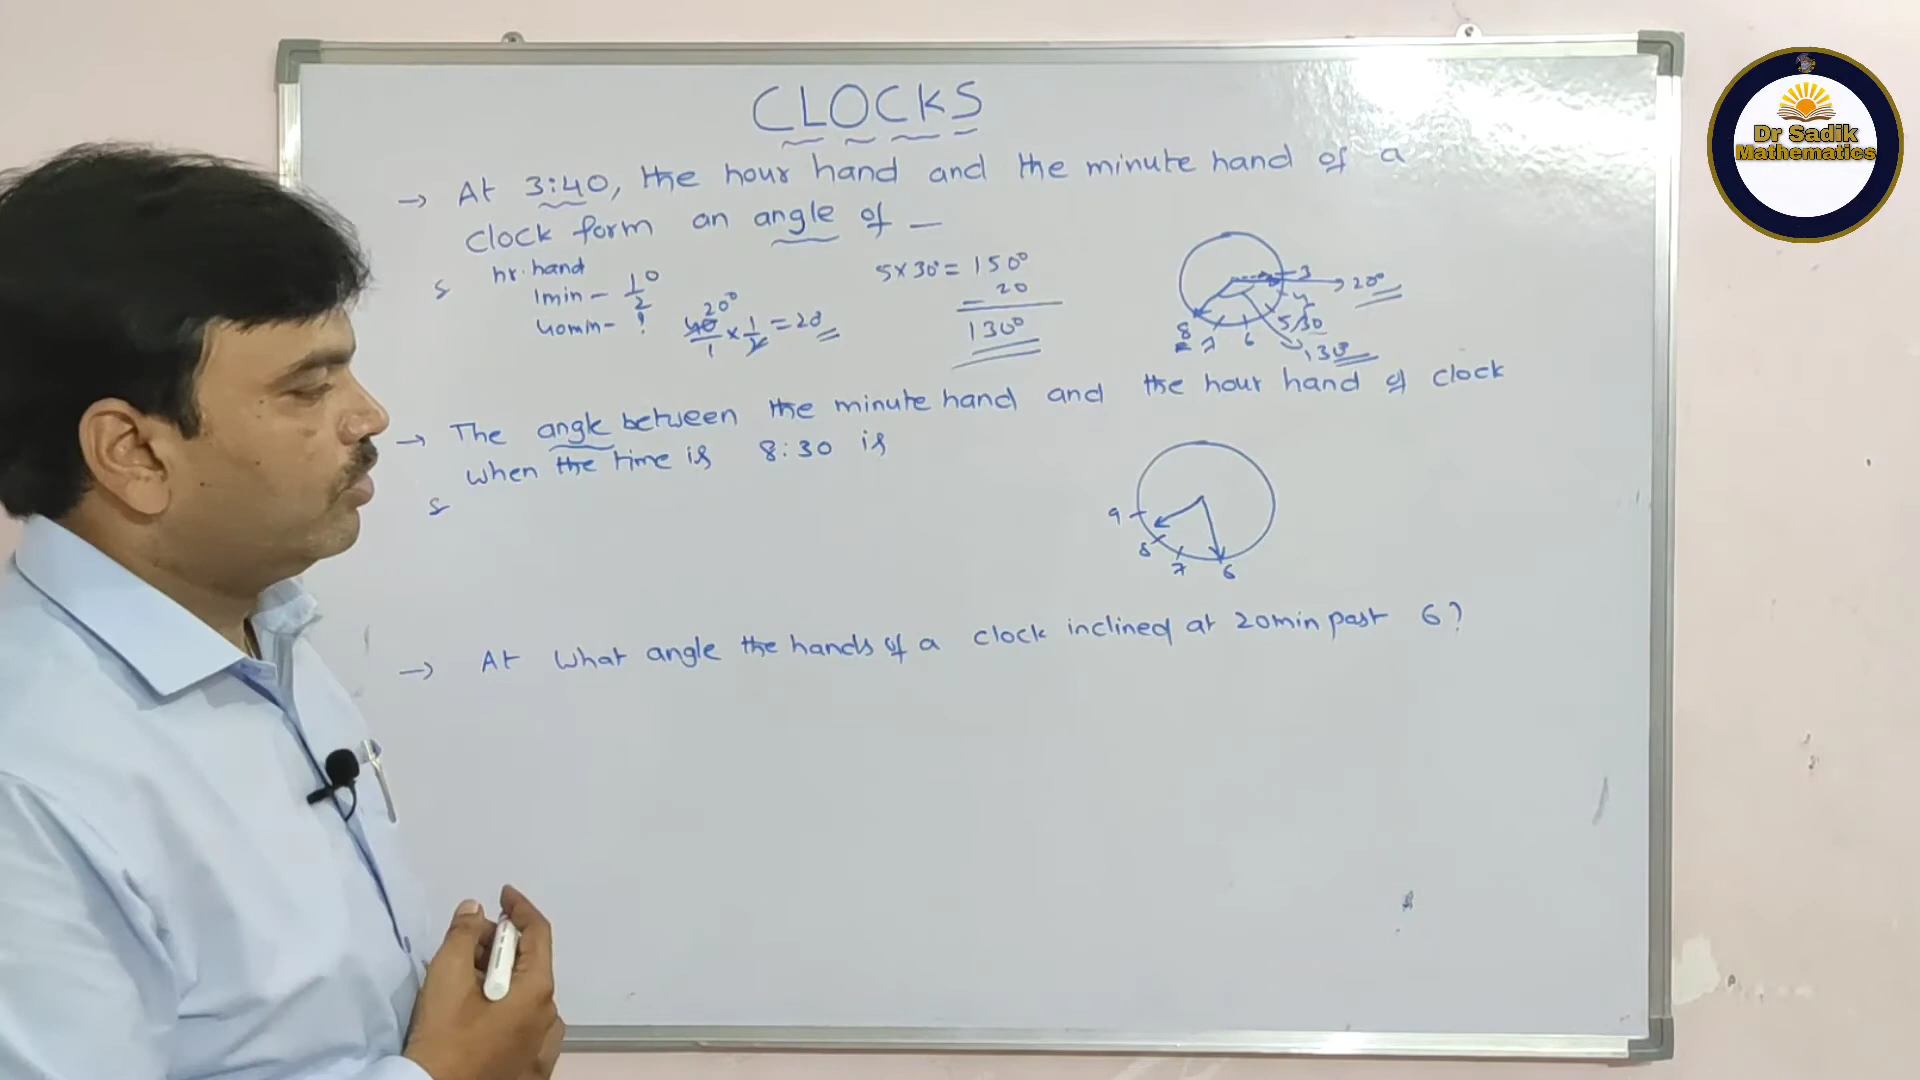 CLOCKS
→ At 3:40, the hour hand and the minute hand of a
clock form an angle of —
S hr. hand
1min – 1/2°
40min – ?
40/1 × 1/2 = 20
20°
5×30° = 150°
– 20
130°
3
4
5
6
7
8
20°
30
130
→ The angle between the minute hand and the hour hand of clock
when the time is 8:30 is
S
9
8
7
6
→ At what angle the hands of a clock inclined at 20min past 6?
Dr Sadik
Mathematics